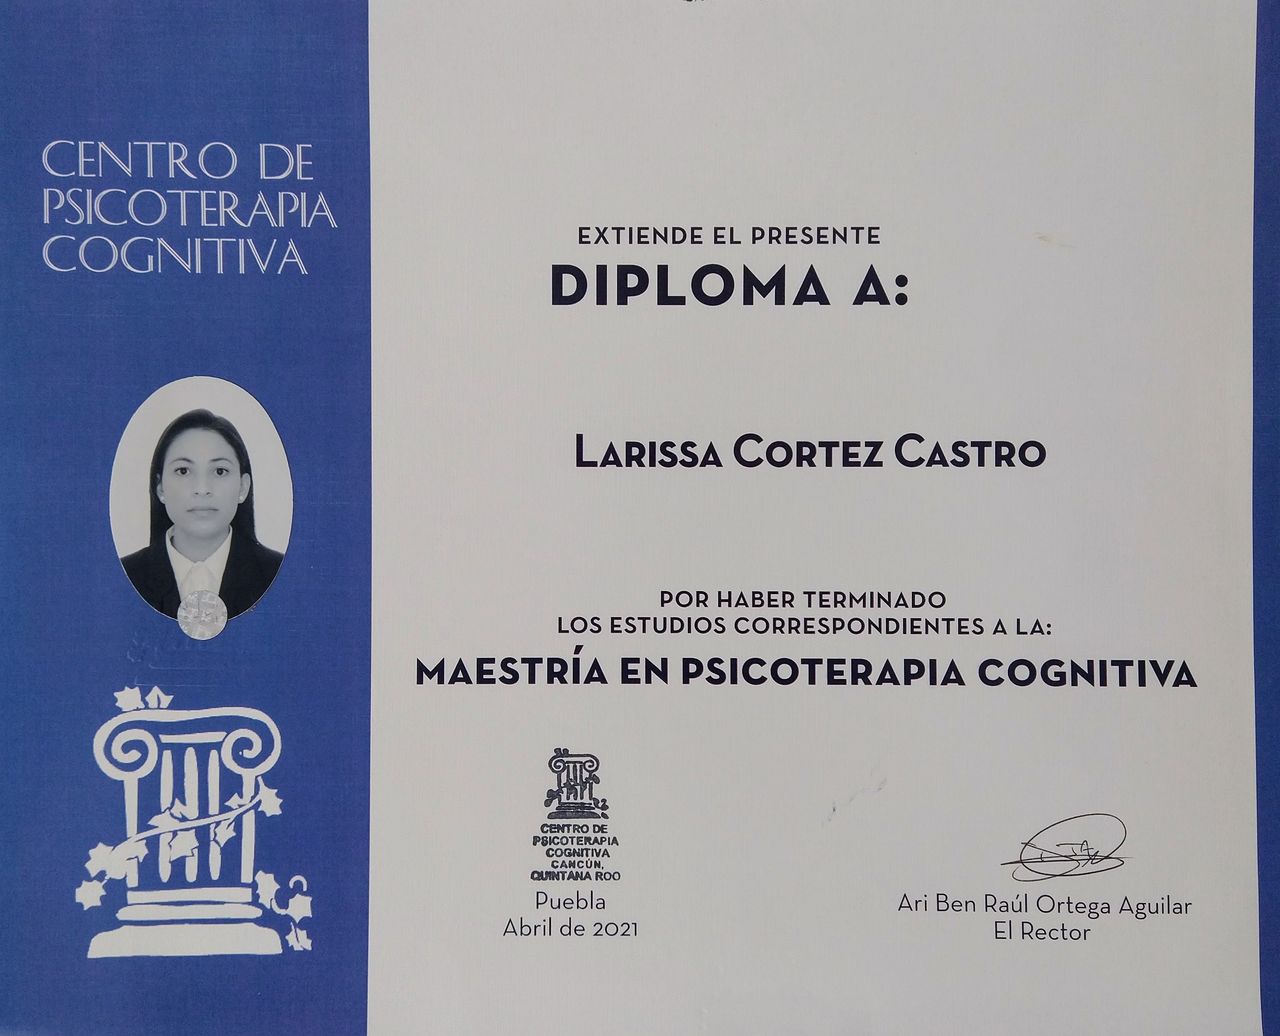 CENTRO DE
PSICOTERAPIA
COGNITIVA
EXTIENDE EL PRESENTE
DIPLOMA A:
LARISSA CORTEZ CASTRO
POR HABER TERMINADO
LOS ESTUDIOS CORRESPONDIENTES A LA:
MAESTRÍA EN PSICOTERAPIA COGNITIVA
CENTRO DE
PSICOTERAPIA
COGNITIVA
CANCÚN,
QUINTANA ROO
Puebla
Abril de 2021
Ari Ben Raúl Ortega Aguilar
El Rector